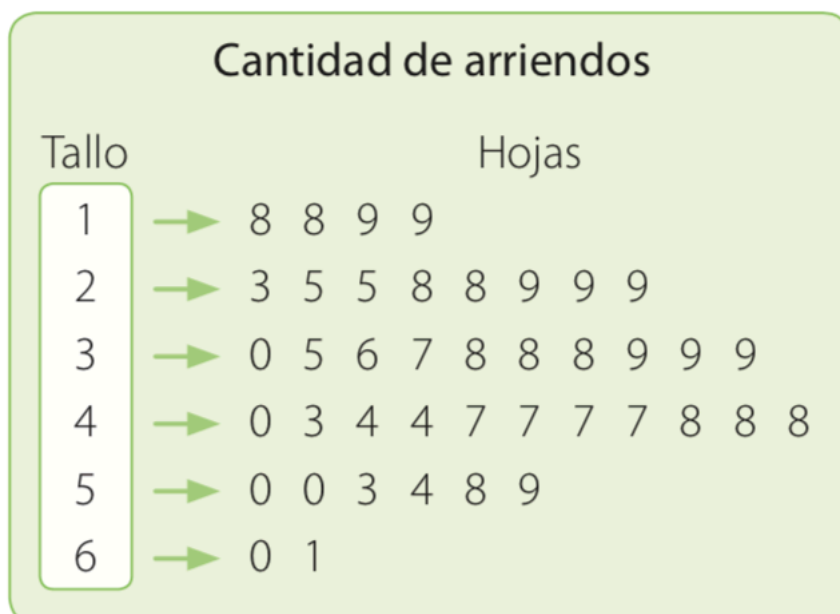 Cantidad de arriendos
Tallo Hojas
1 8 8 9 9
2 3 5 5 8 8 9 9 9
3 0 5 6 7 8 8 8 9 9 9
4 0 3 4 4 7 7 7 7 8 8 8
5 0 0 3 4 8 9
6 0 1